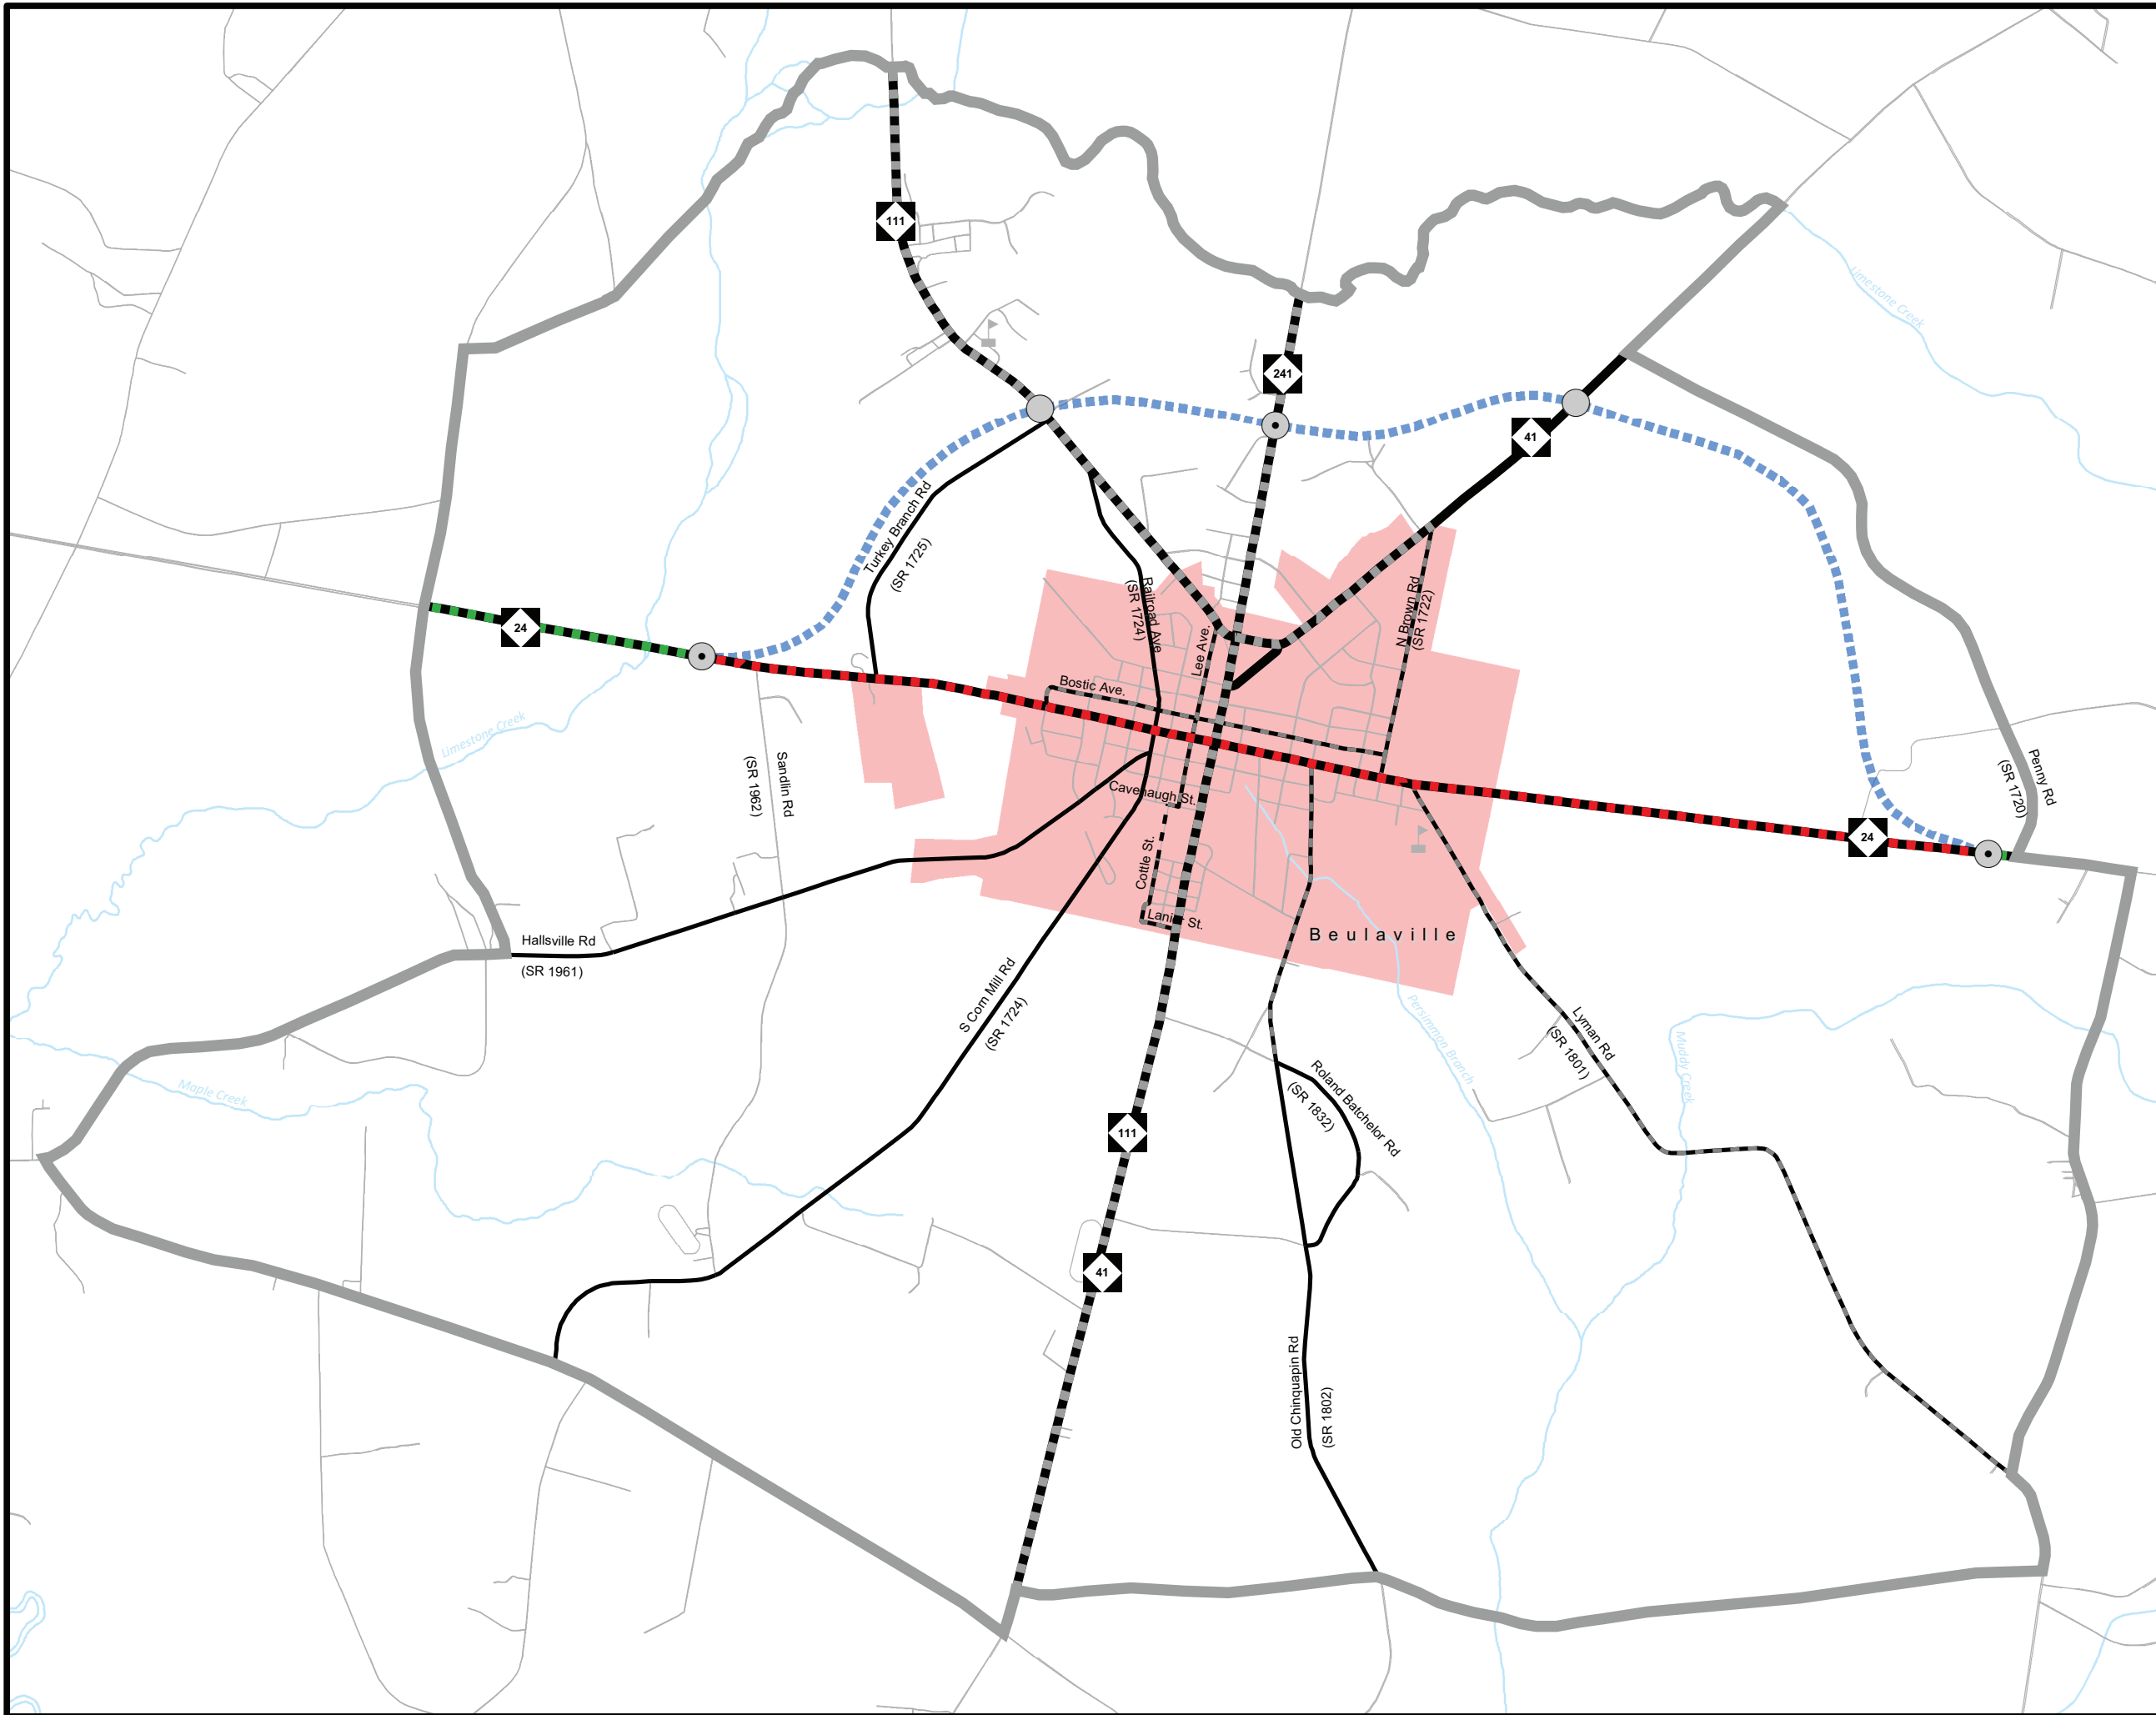 111
Limestone Creek
241
41
Turkey Branch Rd
(SR 1725)
Railroad Ave
(SR 1724)
N Brown Rd
(SR 1722)
24
Lee Ave.
Bostic Ave.
Limestone Creek
Sandlin Rd
(SR 1962)
Cavenaugh St.
Penny Rd
(SR 1720)
24
Cottle St.
Lanier St.
Beulaville
Hallsville Rd
(SR 1961)
S Corn Mill Rd
(SR 1724)
Persimmon Branch
Lyman Rd
(SR 1801)
Muddy Creek
Maple Creek
Roland Batchelor Rd
(SR 1832)
111
41
Old Chinquapin Rd
(SR 1802)